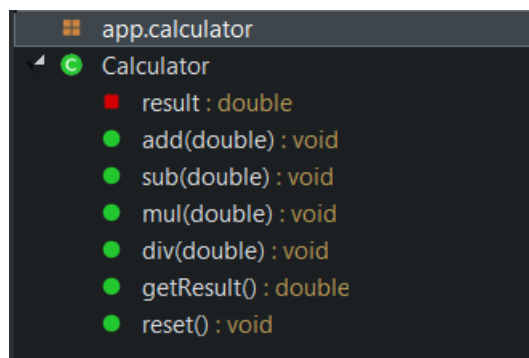 app.calculator
C Calculator
result : double
add(double) : void
sub(double) : void
mul(double) : void
div(double) : void
getResult() : double
reset() : void